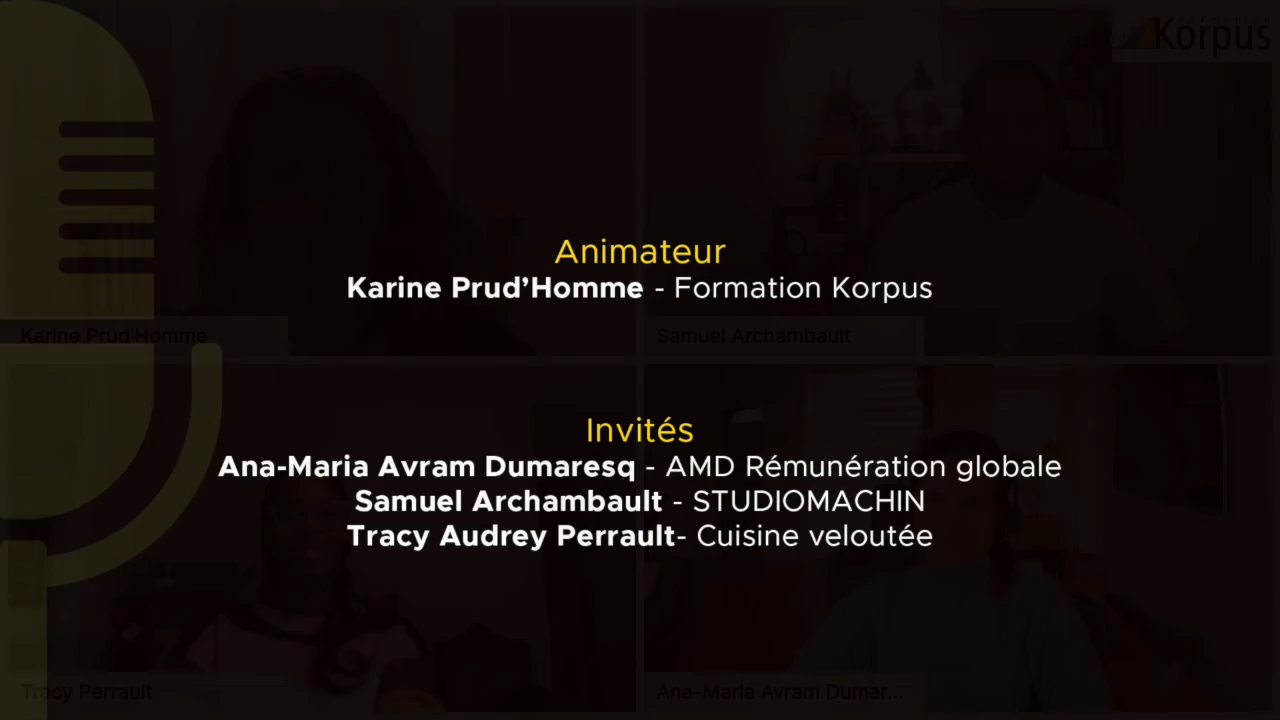 Korpus
Animateur
Karine Prud’Homme - Formation Korpus
Karine Prud'Homme
Samuel Archambault
Invités
Ana-Maria Avram Dumaresq - AMD Rémunération globale
Samuel Archambault - STUDIOMACHIN
Tracy Audrey Perrault- Cuisine veloutée
Tracy Perrault
Ana-Maria Avram Dumar...